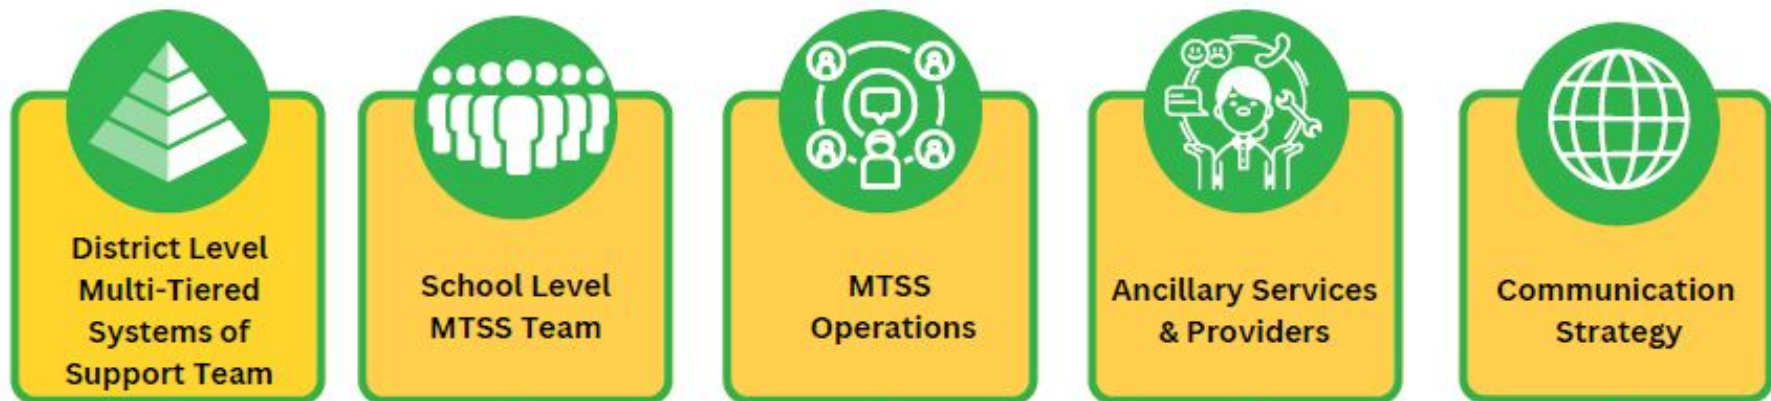 District Level
Multi-Tiered
Systems of
Support Team
School Level
MTSS Team
MTSS
Operations
Ancillary Services
& Providers
Communication
Strategy